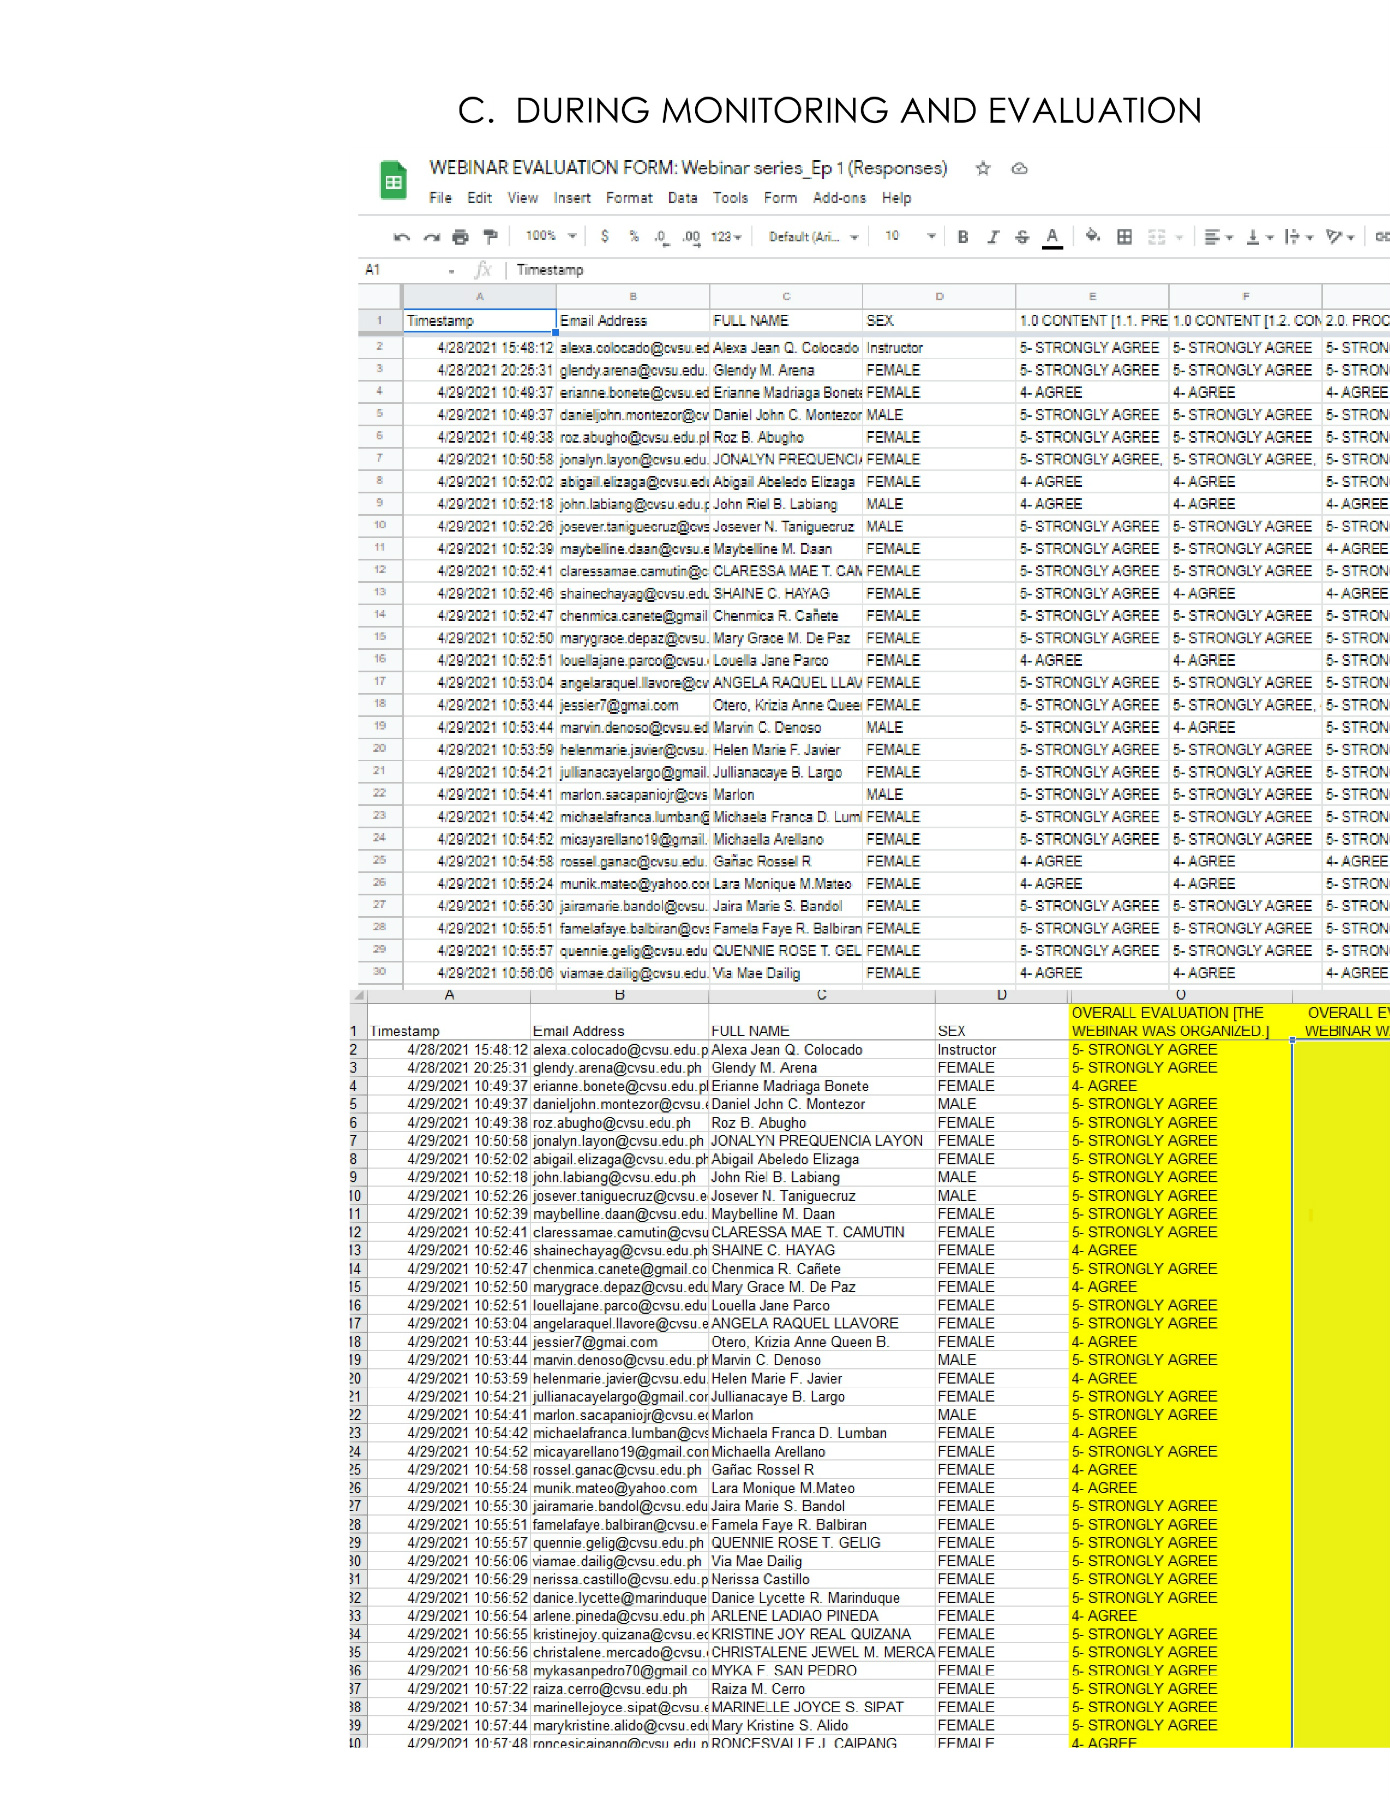 C. DURING MONITORING AND EVALUATION
WEBINAR EVALUATION FORM: Webinar series_Ep 1 (Responses)
File Edit View Insert Format Data Tools Form Add-ons Help
100% $ % .0 .00 123 Default (Ari... 10 B I S A
A1 fx Timestamp
A B C D E F
1 Timestamp Email Address FULL NAME SEX 1.0 CONTENT [1.1. PRE 1.0 CONTENT [1.2. CON 2.0. PROC
2 4/28/2021 15:48:12 alexa.colocado@cvsu.ed Alexa Jean Q. Colocado Instructor 5- STRONGLY AGREE 5- STRONGLY AGREE 5- STRON
3 4/28/2021 20:25:31 glendy.arena@cvsu.edu. Glendy M. Arena FEMALE 5- STRONGLY AGREE 5- STRONGLY AGREE 5- STRON
4 4/29/2021 10:49:37 erianne.bonete@cvsu.ed Erianne Madriaga Bonete FEMALE 4- AGREE 4- AGREE 4- AGREE
5 4/29/2021 10:49:37 danieljohn.montezor@cv Daniel John C. Montezor MALE 5- STRONGLY AGREE 5- STRONGLY AGREE 5- STRON
6 4/29/2021 10:49:38 roz.abugho@cvsu.edu.pl Roz B. Abugho FEMALE 5- STRONGLY AGREE 5- STRONGLY AGREE 5- STRON
7 4/29/2021 10:50:58 jonalyn.layon@cvsu.edu. JONALYN PREQUENCIA FEMALE 5- STRONGLY AGREE, 5- STRONGLY AGREE, 5- STRON
8 4/29/2021 10:52:02 abigail.elizaga@cvsu.edu Abigail Abeledo Elizaga FEMALE 4- AGREE 4- AGREE 5- STRON
9 4/29/2021 10:52:18 john.labiang@cvsu.edu.p John Riel B. Labiang MALE 4- AGREE 4- AGREE 4- AGREE
10 4/29/2021 10:52:26 josever.taniguecruz@cvs Josever N. Taniguecruz MALE 5- STRONGLY AGREE 5- STRONGLY AGREE 5- STRON
11 4/29/2021 10:52:39 maybelline.daan@cvsu.e Maybelline M. Daan FEMALE 5- STRONGLY AGREE 5- STRONGLY AGREE 4- AGREE
12 4/29/2021 10:52:41 claressamae.camutin@c CLARESSA MAE T. CAM FEMALE 5- STRONGLY AGREE 5- STRONGLY AGREE 5- STRON
13 4/29/2021 10:52:46 shainechayag@cvsu.edu SHAINE C. HAYAG FEMALE 5- STRONGLY AGREE 4- AGREE 4- AGREE
14 4/29/2021 10:52:47 chenmica.canete@gmail Chenmica R. Cañete FEMALE 5- STRONGLY AGREE 5- STRONGLY AGREE 5- STRON
15 4/29/2021 10:52:50 marygrace.depaz@cvsu. Mary Grace M. De Paz FEMALE 5- STRONGLY AGREE 5- STRONGLY AGREE 5- STRON
16 4/29/2021 10:52:51 louellajane.parco@cvsu. Louella Jane Parco FEMALE 4- AGREE 4- AGREE 5- STRON
17 4/29/2021 10:53:04 angelaraquel.llavore@cv ANGELA RAQUEL LLAV FEMALE 5- STRONGLY AGREE 5- STRONGLY AGREE 5- STRON
18 4/29/2021 10:53:44 jessier7@gmai.com Otero, Krizia Anne Queen FEMALE 5- STRONGLY AGREE 5- STRONGLY AGREE, 5- STRON
19 4/29/2021 10:53:44 marvin.denoso@cvsu.ed Marvin C. Denoso MALE 5- STRONGLY AGREE 4- AGREE 5- STRON
20 4/29/2021 10:53:59 helenmarie.javier@cvsu. Helen Marie F. Javier FEMALE 5- STRONGLY AGREE 5- STRONGLY AGREE 5- STRON
21 4/29/2021 10:54:21 jullianacayelargo@gmail. Jullianacaye B. Largo FEMALE 5- STRONGLY AGREE 5- STRONGLY AGREE 5- STRON
22 4/29/2021 10:54:41 marlon.sacapaniojr@cvs Marlon MALE 5- STRONGLY AGREE 5- STRONGLY AGREE 5- STRON
23 4/29/2021 10:54:42 michaelafranca.lumban@ Michaela Franca D. Luml FEMALE 5- STRONGLY AGREE 5- STRONGLY AGREE 5- STRON
24 4/29/2021 10:54:52 micayarellano19@gmail. Michaella Arellano FEMALE 5- STRONGLY AGREE 5- STRONGLY AGREE 5- STRON
25 4/29/2021 10:54:58 rossel.ganac@cvsu.edu. Gañac Rossel R FEMALE 4- AGREE 4- AGREE 4- AGREE
26 4/29/2021 10:55:24 munik.mateo@yahoo.com Lara Monique M.Mateo FEMALE 4- AGREE 4- AGREE 5- STRON
27 4/29/2021 10:55:30 jairamarie.bandol@cvsu. Jaira Marie S. Bandol FEMALE 5- STRONGLY AGREE 5- STRONGLY AGREE 5- STRON
28 4/29/2021 10:55:51 famelafaye.balbiran@cvs Famela Faye R. Balbiran FEMALE 5- STRONGLY AGREE 5- STRONGLY AGREE 5- STRON
29 4/29/2021 10:55:57 quennie.gelig@cvsu.edu QUENNIE ROSE T. GEL FEMALE 5- STRONGLY AGREE 5- STRONGLY AGREE 5- STRON
30 4/29/2021 10:56:06 viamae.dailig@cvsu.edu. Via Mae Dailig FEMALE 4- AGREE 4- AGREE 4- AGREE
A B C D O
OVERALL EVALUATION [THE OVERALL EV
1 Timestamp Email Address FULL NAME SEX WEBINAR WAS ORGANIZED.] WEBINAR WA
2 4/28/2021 15:48:12 alexa.colocado@cvsu.edu.p Alexa Jean Q. Colocado Instructor 5- STRONGLY AGREE
3 4/28/2021 20:25:31 glendy.arena@cvsu.edu.ph Glendy M. Arena FEMALE 5- STRONGLY AGREE
4 4/29/2021 10:49:37 erianne.bonete@cvsu.edu.pl Erianne Madriaga Bonete FEMALE 4- AGREE
5 4/29/2021 10:49:37 danieljohn.montezor@cvsu. Daniel John C. Montezor MALE 5- STRONGLY AGREE
6 4/29/2021 10:49:38 roz.abugho@cvsu.edu.ph Roz B. Abugho FEMALE 5- STRONGLY AGREE
7 4/29/2021 10:50:58 jonalyn.layon@cvsu.edu.ph JONALYN PREQUENCIA LAYON FEMALE 5- STRONGLY AGREE
8 4/29/2021 10:52:02 abigail.elizaga@cvsu.edu.ph Abigail Abeledo Elizaga FEMALE 5- STRONGLY AGREE
9 4/29/2021 10:52:18 john.labiang@cvsu.edu.ph John Riel B. Labiang MALE 5- STRONGLY AGREE
10 4/29/2021 10:52:26 josever.taniguecruz@cvsu.e Josever N. Taniguecruz MALE 5- STRONGLY AGREE
11 4/29/2021 10:52:39 maybelline.daan@cvsu.edu. Maybelline M. Daan FEMALE 5- STRONGLY AGREE
12 4/29/2021 10:52:41 claressamae.camutin@cvsu CLARESSA MAE T. CAMUTIN FEMALE 5- STRONGLY AGREE
13 4/29/2021 10:52:46 shainechayag@cvsu.edu.ph SHAINE C. HAYAG FEMALE 4- AGREE
14 4/29/2021 10:52:47 chenmica.canete@gmail.co Chenmica R. Cañete FEMALE 5- STRONGLY AGREE
15 4/29/2021 10:52:50 marygrace.depaz@cvsu.edu Mary Grace M. De Paz FEMALE 4- AGREE
16 4/29/2021 10:52:51 louellajane.parco@cvsu.edu Louella Jane Parco FEMALE 5- STRONGLY AGREE
17 4/29/2021 10:53:04 angelaraquel.llavore@cvsu.e ANGELA RAQUEL LLAVORE FEMALE 5- STRONGLY AGREE
18 4/29/2021 10:53:44 jessier7@gmai.com Otero, Krizia Anne Queen B. FEMALE 4- AGREE
19 4/29/2021 10:53:44 marvin.denoso@cvsu.edu.ph Marvin C. Denoso MALE 5- STRONGLY AGREE
20 4/29/2021 10:53:59 helenmarie.javier@cvsu.edu. Helen Marie F. Javier FEMALE 4- AGREE
21 4/29/2021 10:54:21 jullianacayelargo@gmail.cor Jullianacaye B. Largo FEMALE 5- STRONGLY AGREE
22 4/29/2021 10:54:41 marlon.sacapaniojr@cvsu.ed Marlon MALE 5- STRONGLY AGREE
23 4/29/2021 10:54:42 michaelafranca.lumban@cvs Michaela Franca D. Lumban FEMALE 4- AGREE
24 4/29/2021 10:54:52 micayarellano19@gmail.con Michaella Arellano FEMALE 5- STRONGLY AGREE
25 4/29/2021 10:54:58 rossel.ganac@cvsu.edu.ph Gañac Rossel R FEMALE 4- AGREE
26 4/29/2021 10:55:24 munik.mateo@yahoo.com Lara Monique M.Mateo FEMALE 4- AGREE
27 4/29/2021 10:55:30 jairamarie.bandol@cvsu.edu Jaira Marie S. Bandol FEMALE 5- STRONGLY AGREE
28 4/29/2021 10:55:51 famelafaye.balbiran@cvsu.e Famela Faye R. Balbiran FEMALE 5- STRONGLY AGREE
29 4/29/2021 10:55:57 quennie.gelig@cvsu.edu.ph QUENNIE ROSE T. GELIG FEMALE 5- STRONGLY AGREE
30 4/29/2021 10:56:06 viamae.dailig@cvsu.edu.ph Via Mae Dailig FEMALE 5- STRONGLY AGREE
31 4/29/2021 10:56:29 nerissa.castillo@cvsu.edu.p Nerissa Castillo FEMALE 5- STRONGLY AGREE
32 4/29/2021 10:56:52 danice.lycette@marinduque Danice Lycette R. Marinduque FEMALE 5- STRONGLY AGREE
33 4/29/2021 10:56:54 arlene.pineda@cvsu.edu.ph ARLENE LADIAO PINEDA FEMALE 4- AGREE
34 4/29/2021 10:56:55 kristinejoy.quizana@cvsu.ed KRISTINE JOY REAL QUIZANA FEMALE 5- STRONGLY AGREE
35 4/29/2021 10:56:56 christalene.mercado@cvsu. CHRISTALENE JEWEL M. MERCA FEMALE 5- STRONGLY AGREE
36 4/29/2021 10:56:58 mykasanpedro70@gmail.co MYKA F. SAN PEDRO FEMALE 5- STRONGLY AGREE
37 4/29/2021 10:57:22 raiza.cerro@cvsu.edu.ph Raiza M. Cerro FEMALE 5- STRONGLY AGREE
38 4/29/2021 10:57:34 marinellejoyce.sipat@cvsu.e MARINELLE JOYCE S. SIPAT FEMALE 5- STRONGLY AGREE
39 4/29/2021 10:57:44 marykristine.alido@cvsu.edu Mary Kristine S. Alido FEMALE 5- STRONGLY AGREE
40 4/29/2021 10:57:48 roncesicaipang@cvsu.edu.p RONCESVALLE J. CAIPANG FEMALE 4- AGREE